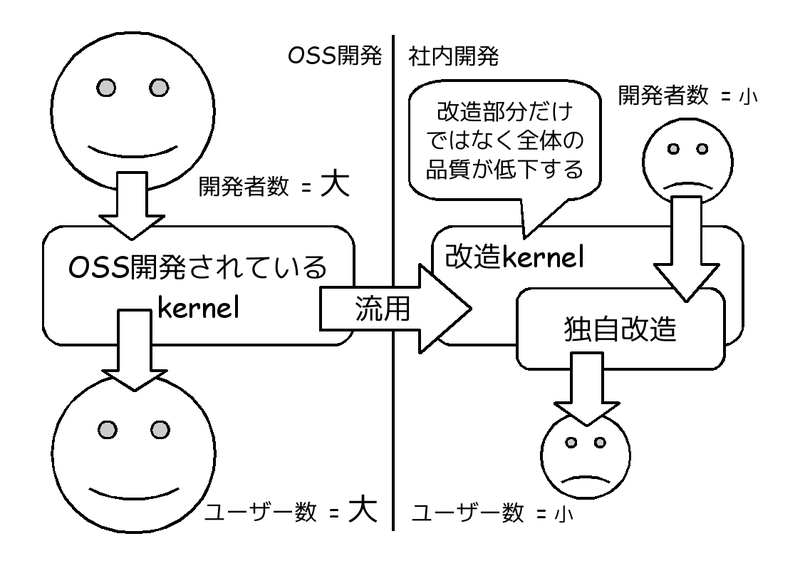 OSS開発
開発者数 = 大
OSS開発されている
kernel
流用
ユーザー数 = 大
社内開発
開発者数 = 小
改造部分だけ
ではなく全体の
品質が低下する
改造kernel
独自改造
ユーザー数 = 小